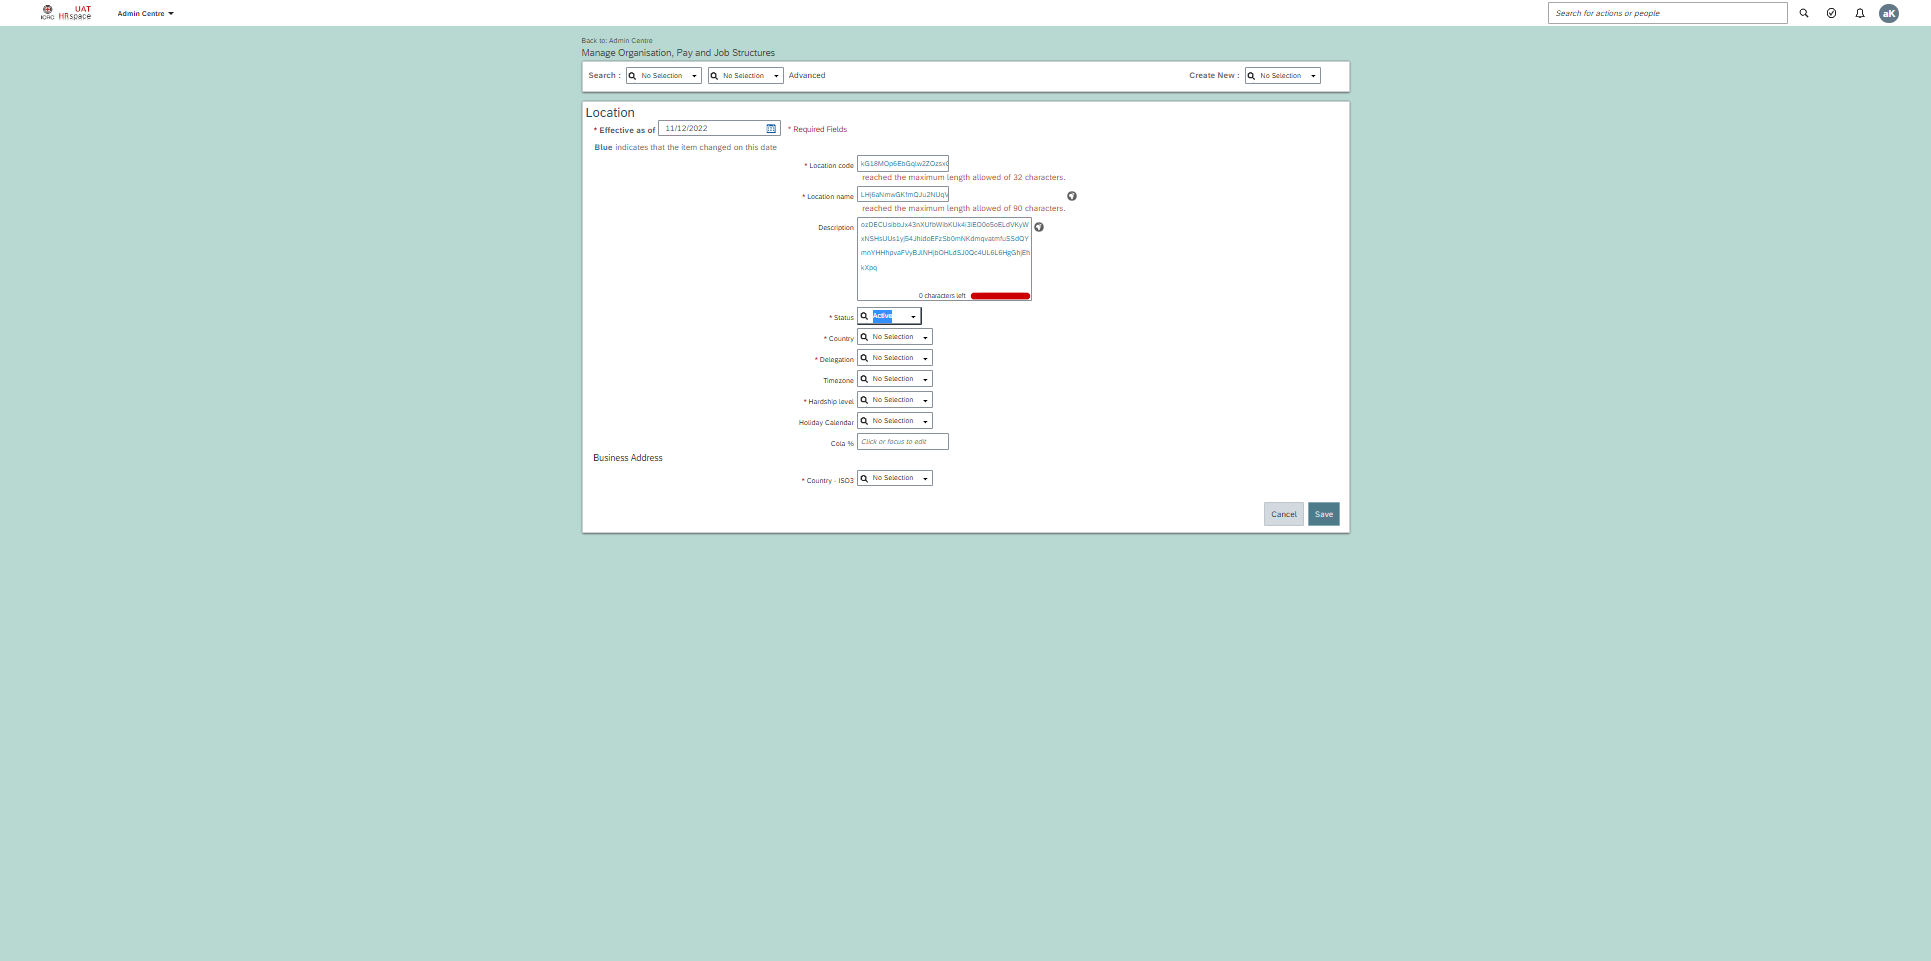 ICRC
UAT
HRspace
Admin Centre
Search for actions or people
aK
Back to: Admin Centre
Manage Organisation, Pay and Job Structures
Search :
No Selection
No Selection
Advanced
Create New :
No Selection
Location
* Effective as of
11/12/2022
* Required Fields
Blue indicates that the item changed on this date
* Location code
reached the maximum length allowed of 32 characters.
* Location name
reached the maximum length allowed of 90 characters.
Description
kXpq
0 characters left
* Status
Active
* Country
No Selection
* Delegation
No Selection
Timezone
No Selection
* Hardship level
No Selection
Holiday Calendar
No Selection
Cola %
Click or focus to edit
Business Address
* Country - ISO3
No Selection
Cancel
Save